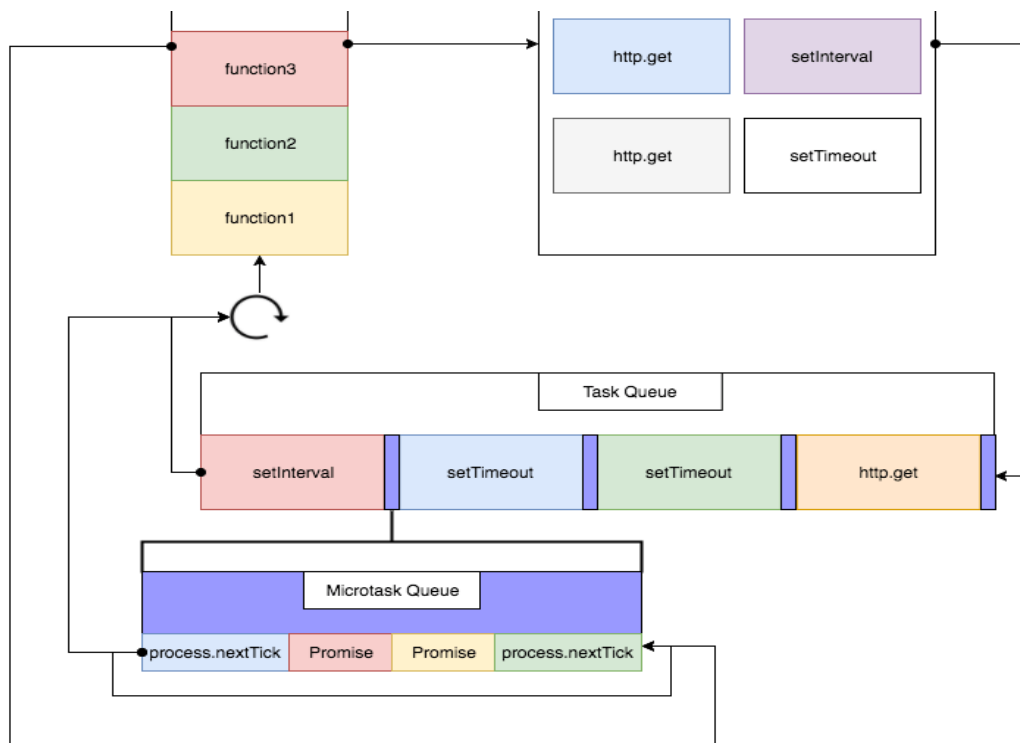 function3
http.get
setInterval
function2
http.get
setTimeout
function1
Task Queue
setInterval
setTimeout
setTimeout
http.get
Microtask Queue
process.nextTick
Promise
Promise
process.nextTick